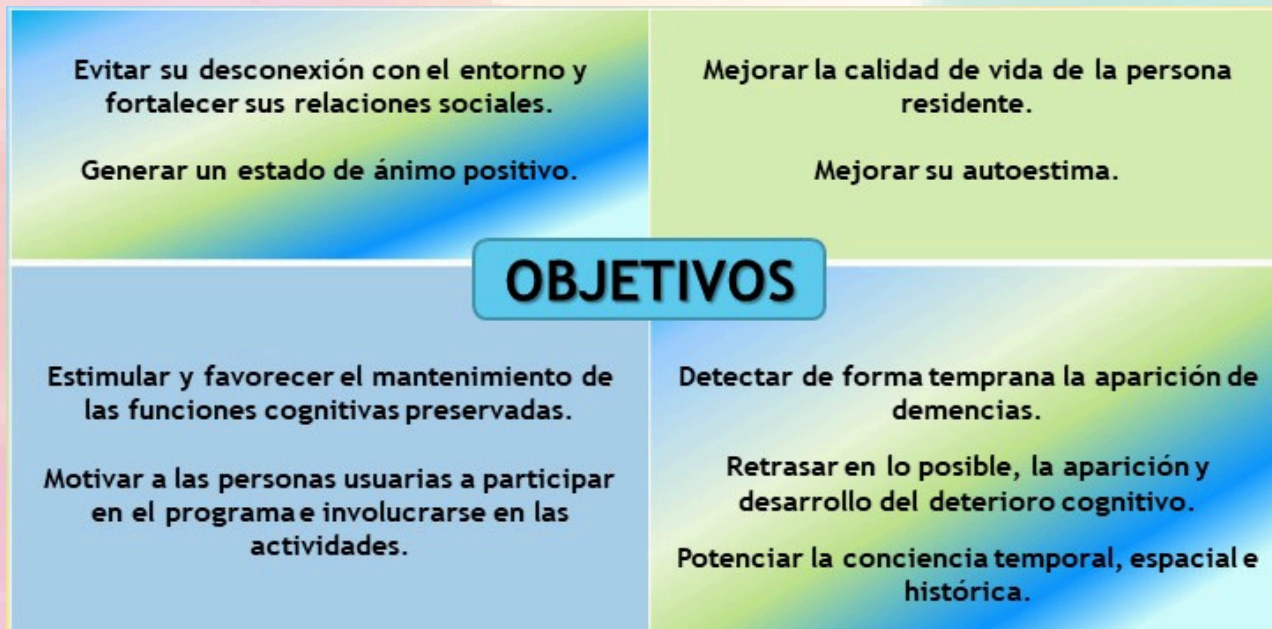 Evitar su desconexión con el entorno y
fortalecer sus relaciones sociales.
Generar un estado de ánimo positivo.
Mejorar la calidad de vida de la persona
residente.
Mejorar su autoestima.
OBJETIVOS
Estimular y favorecer el mantenimiento de
las funciones cognitivas preservadas.
Motivar a las personas usuarias a participar
en el programa e involucrarse en las
actividades.
Detectar de forma temprana la aparición de
demencias.
Retrasar en lo posible, la aparición y
desarrollo del deterioro cognitivo.
Potenciar la conciencia temporal, espacial e
histórica.